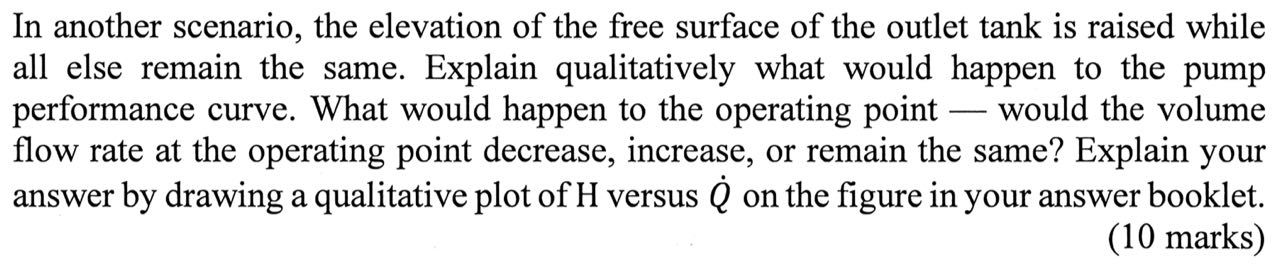 In another scenario, the elevation of the free surface of the outlet tank is raised while
all else remain the same. Explain qualitatively what would happen to the pump
performance curve. What would happen to the operating point — would the volume
flow rate at the operating point decrease, increase, or remain the same? Explain your
answer by drawing a qualitative plot of H versus Q̇ on the figure in your answer booklet.
(10 marks)